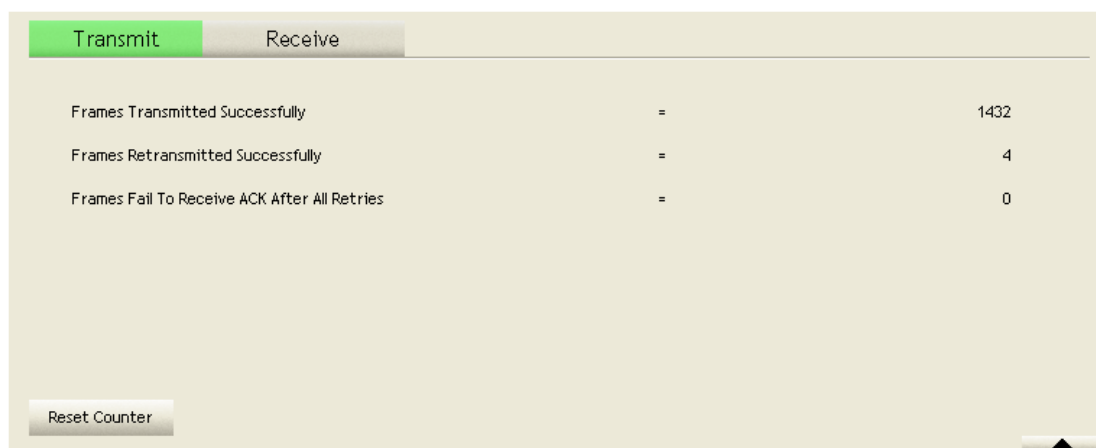 Transmit Receive
Frames Transmitted Successfully = 1432
Frames Retransmitted Successfully = 4
Frames Fail To Receive ACK After All Retries = 0
Reset Counter